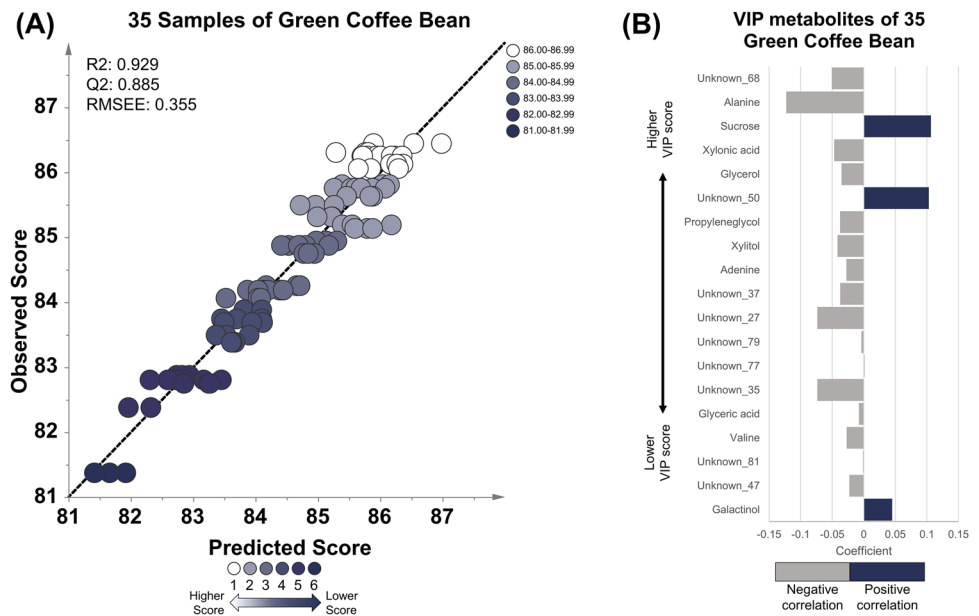 (A)
35 Samples of Green Coffee Bean
R2: 0.929
Q2: 0.885
RMSEE: 0.355
86.00-86.99
85.00-85.99
84.00-84.99
83.00-83.99
82.00-82.99
81.00-81.99
Observed Score
87
86
85
84
83
82
81
81 82 83 84 85 86 87
Predicted Score
1 2 3 4 5 6
Higher
Score
Lower
Score
(B)
VIP metabolites of 35
Green Coffee Bean
Higher
VIP score
Lower
VIP score
Unknown_68
Alanine
Sucrose
Xylonic acid
Glycerol
Unknown_50
Propyleneglycol
Xylitol
Adenine
Unknown_37
Unknown_27
Unknown_79
Unknown_77
Unknown_35
Glyceric acid
Valine
Unknown_81
Unknown_47
Galactinol
-0.15 -0.1 -0.05 0 0.05 0.1 0.15
Coefficient
Negative
correlation
Positive
correlation